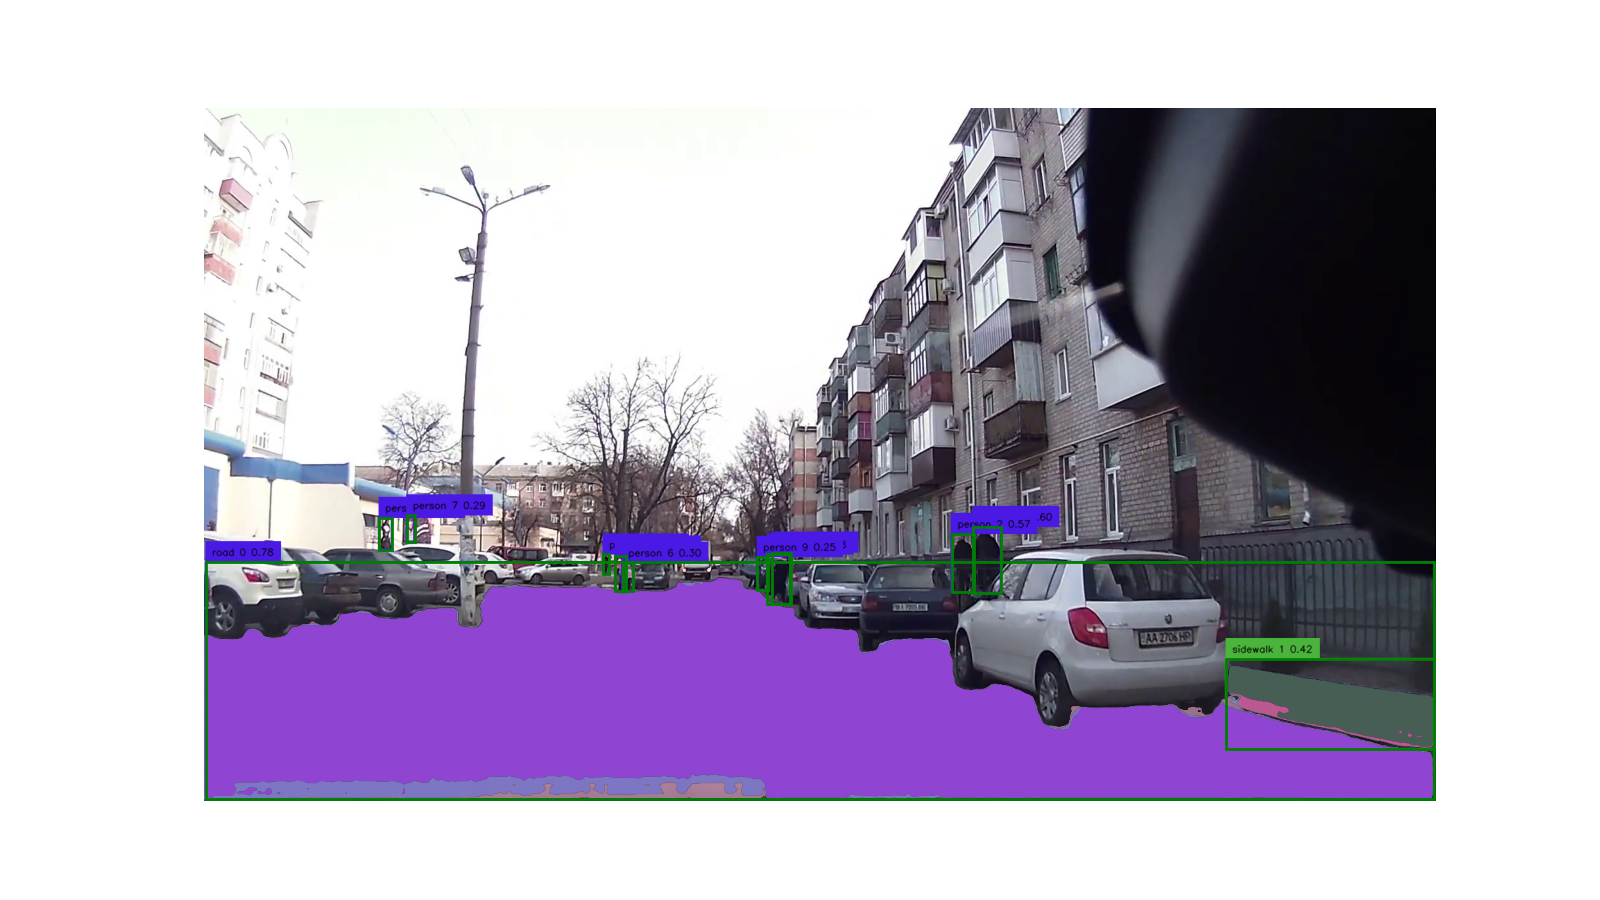 pers
person 7 0.29
.60
person 2 0.57
p
person 6 0.30
person 9 0.25
road 0 0.78
AA 2706 HP
sidewalk 1 0.42